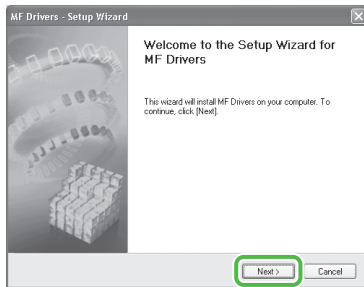 MF Drivers - Setup Wizard
Welcome to the Setup Wizard for
MF Drivers
This wizard will install MF Drivers on your computer. To
continue, click [Next].
Next >
Cancel